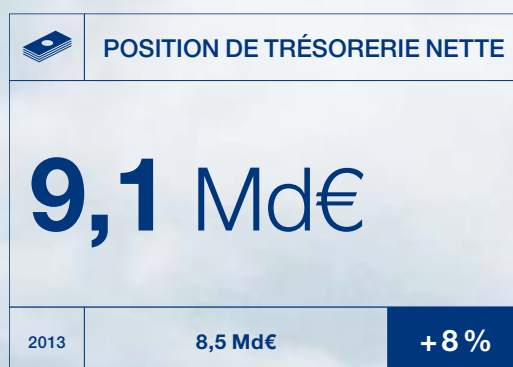 POSITION DE TRÉSORERIE NETTE
9,1 Md€
2013 8,5 Md€ +8 %